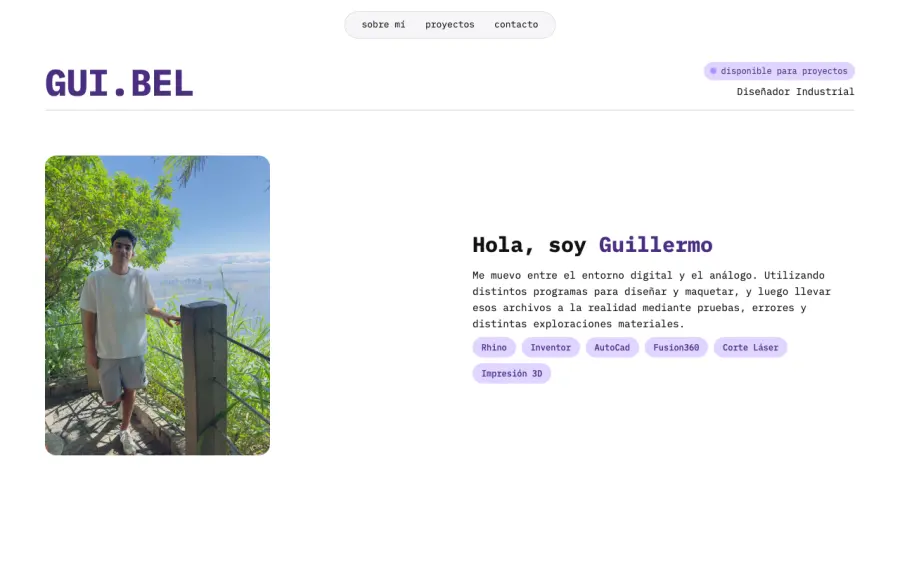 sobre mí proyectos contacto
GUI.BEL
disponible para proyectos
Diseñador Industrial
Hola, soy Guillermo
Me muevo entre el entorno digital y el análogo. Utilizando
distintos programas para diseñar y maquetar, y luego llevar
esos archivos a la realidad mediante pruebas, errores y
distintas exploraciones materiales.
Rhino Inventor AutoCad Fusion360 Corte Láser
Impresión 3D